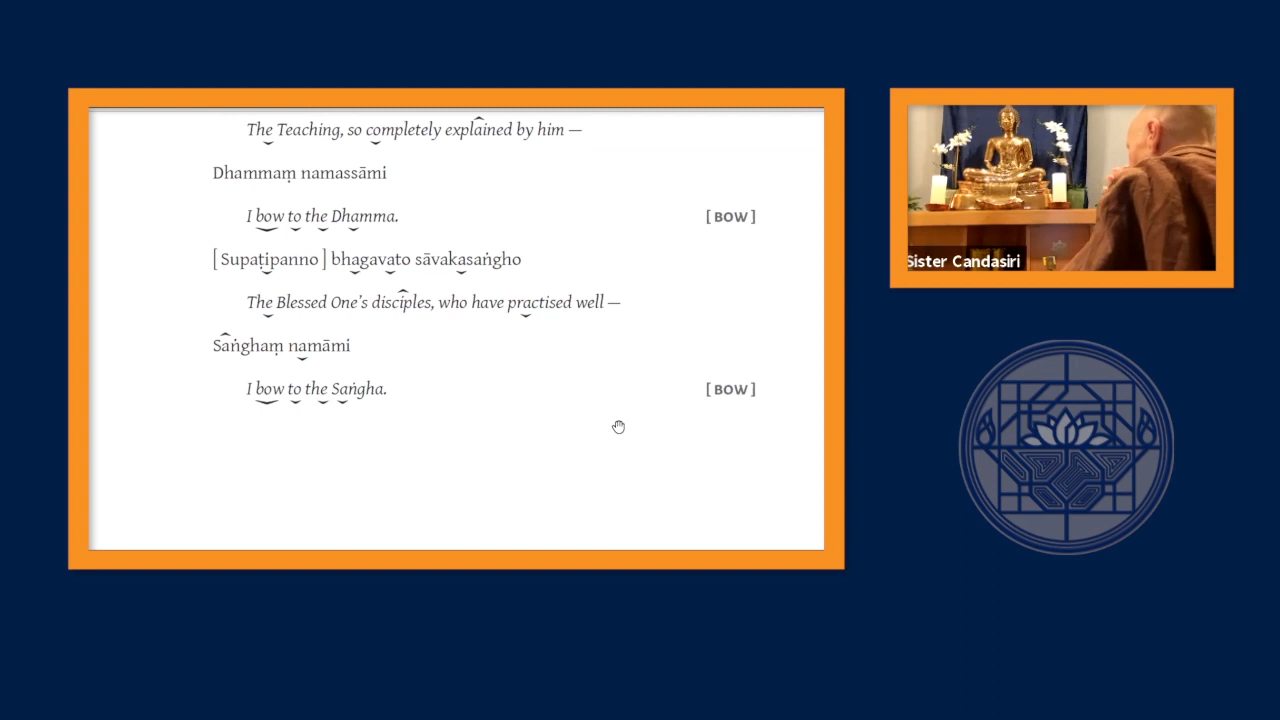 The Teaching, so completely explained by him —
Dhammaṃ namassāmi
I bow to the Dhamma.
[ BOW ]
[ Supaṭipanno ] bhagavato sāvakasaṅgho
The Blessed One’s disciples, who have practised well —
Saṅghaṃ namāmi
I bow to the Saṅgha.
[ BOW ]
Sister Candasiri